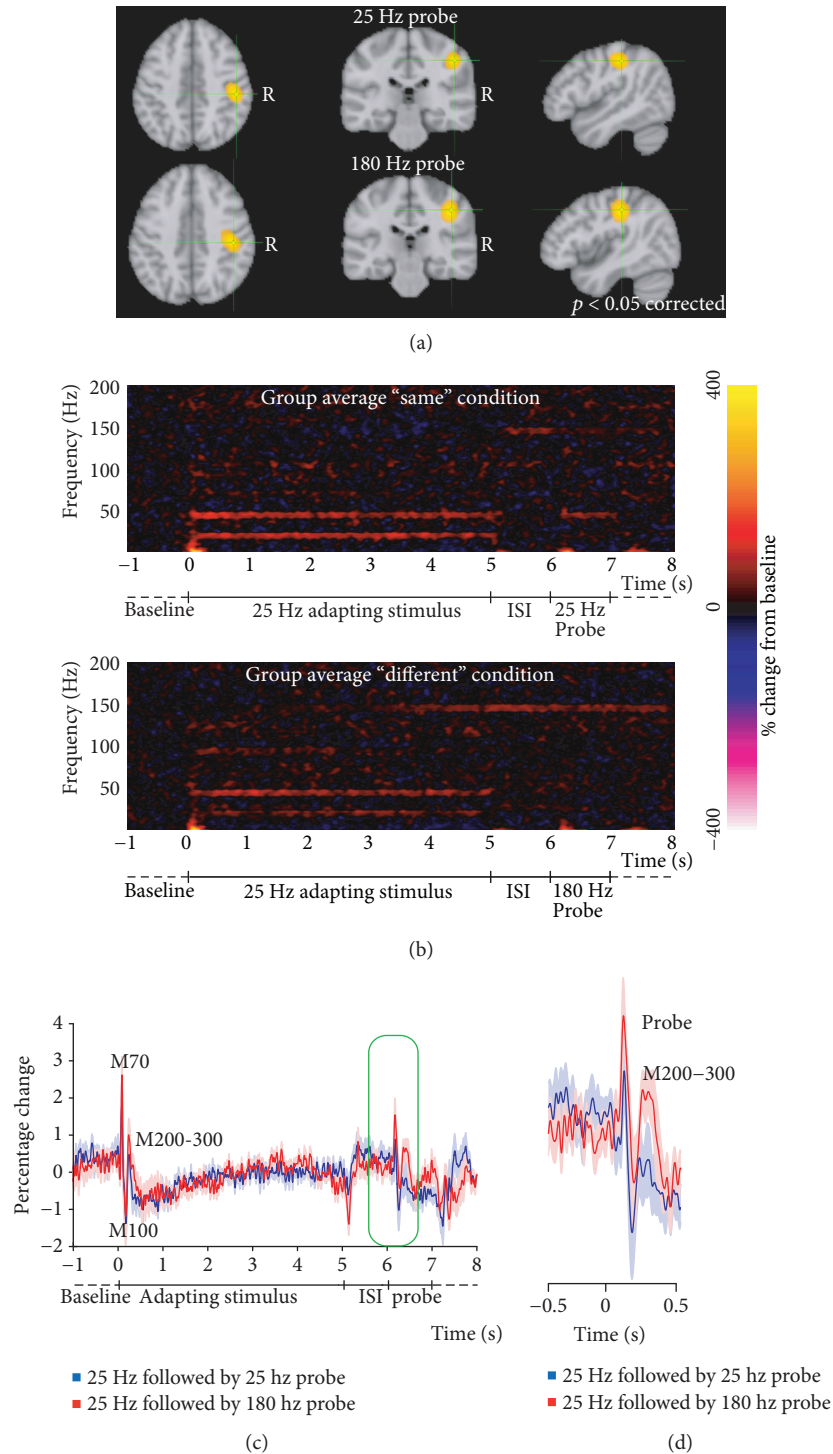 25 Hz probe
R
R
180 Hz probe
R
R
p < 0.05 corrected
(a)
Group average “same” condition
Frequency (Hz)
200
150
100
50
−1 0 1 2 3 4 5 6 7 8
Time (s)
Baseline 25 Hz adapting stimulus ISI 25 Hz
Probe
Group average “different” condition
Frequency (Hz)
200
150
100
50
−1 0 1 2 3 4 5 6 7 8
Time (s)
Baseline 25 Hz adapting stimulus ISI 180 Hz
Probe
400
0
−400
% change from baseline
(b)
Percentage change
4
3
2
1
0
−1
−2
M70
M200-300
M100
−1 0 1 2 3 4 5 6 7 8
Baseline Adapting stimulus ISI probe
Time (s)
25 Hz followed by 25 hz probe
25 Hz followed by 180 hz probe
(c)
Probe
M200−300
−0.5 0 0.5
Time (s)
25 Hz followed by 25 hz probe
25 Hz followed by 180 hz probe
(d)